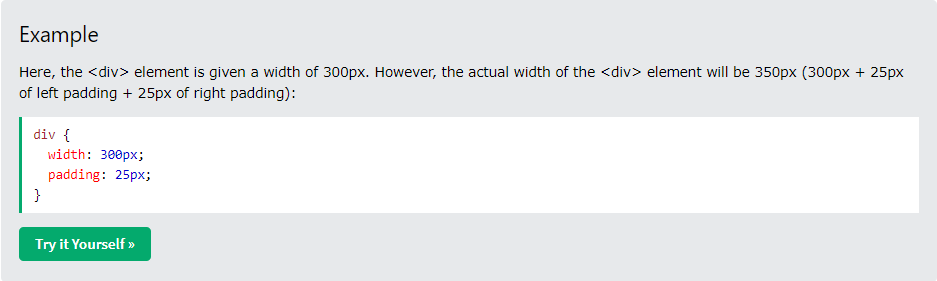 Example
Here, the <div> element is given a width of 300px. However, the actual width of the <div> element will be 350px (300px + 25px
of left padding + 25px of right padding):
div {
  width: 300px;
  padding: 25px;
}
Try it Yourself »